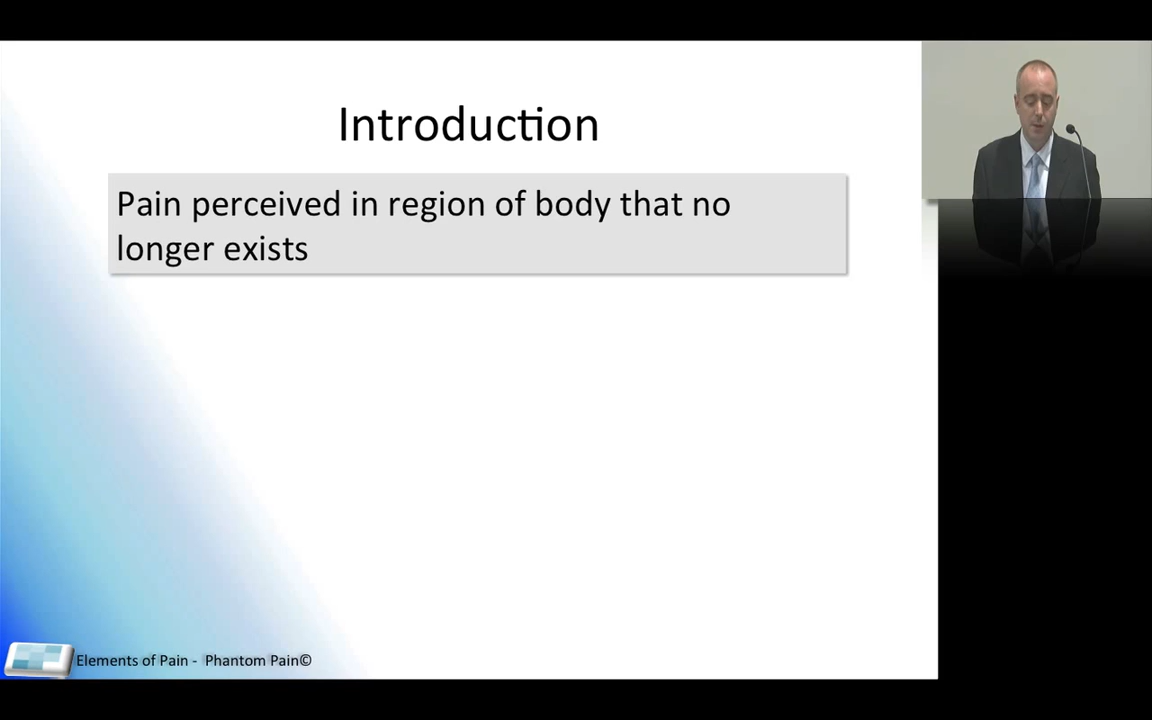 Introduction
Pain perceived in region of body that no
longer exists
Elements of Pain - Phantom Pain©